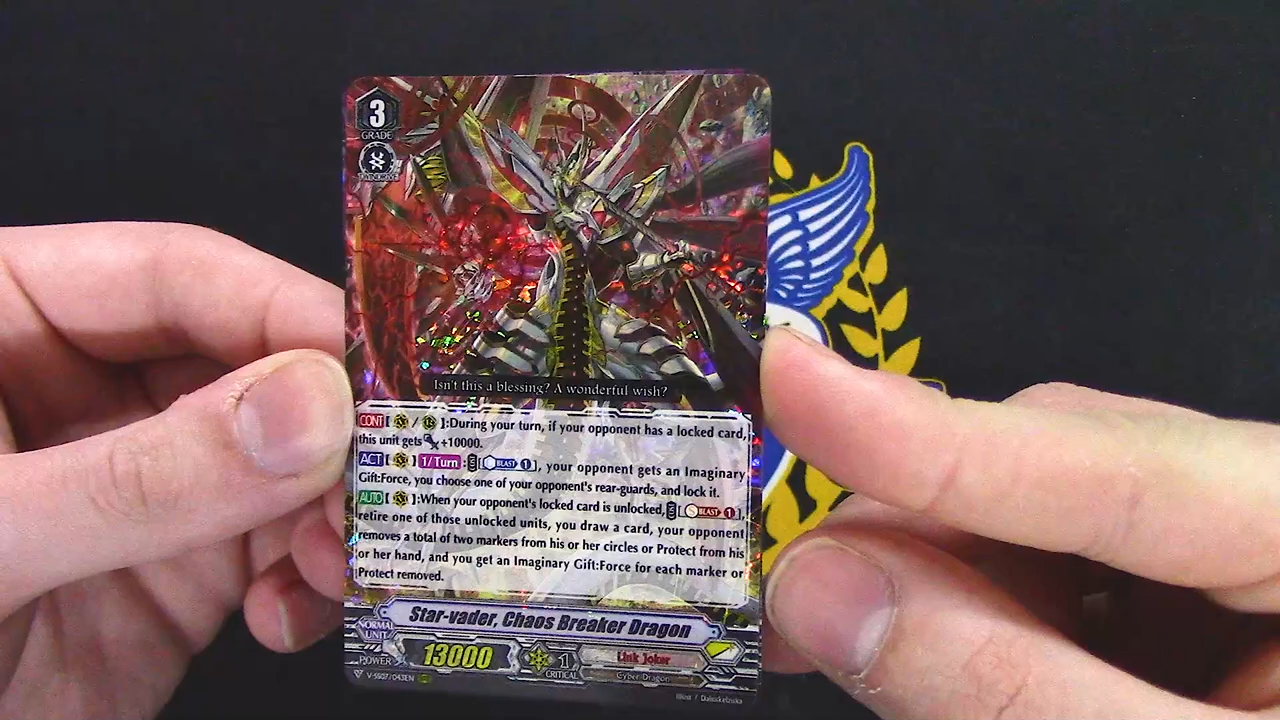 3
GRADE
TWINDRIVE
Isn't this a blessing? A wonderful wish?
CONT[ / ]:During your turn, if your opponent has a locked card,
this unit gets +10000.
ACT[ ] 1/Turn : [ BLAST 1], your opponent gets an Imaginary
Gift:Force, you choose one of your opponent's rear-guards, and lock it.
AUTO[ ]:When your opponent's locked card is unlocked, [S BLAST 1],
retire one of those unlocked units, you draw a card, your opponent
removes a total of two markers from his or her circles or Protect from his
or her hand, and you get an Imaginary Gift:Force for each marker or
Protect removed.
Star-vader, Chaos Breaker Dragon
NORMAL
UNIT
POWER 13000 1 CRITICAL
Link Joker
Cyber Dragon
V-SS07/043EN